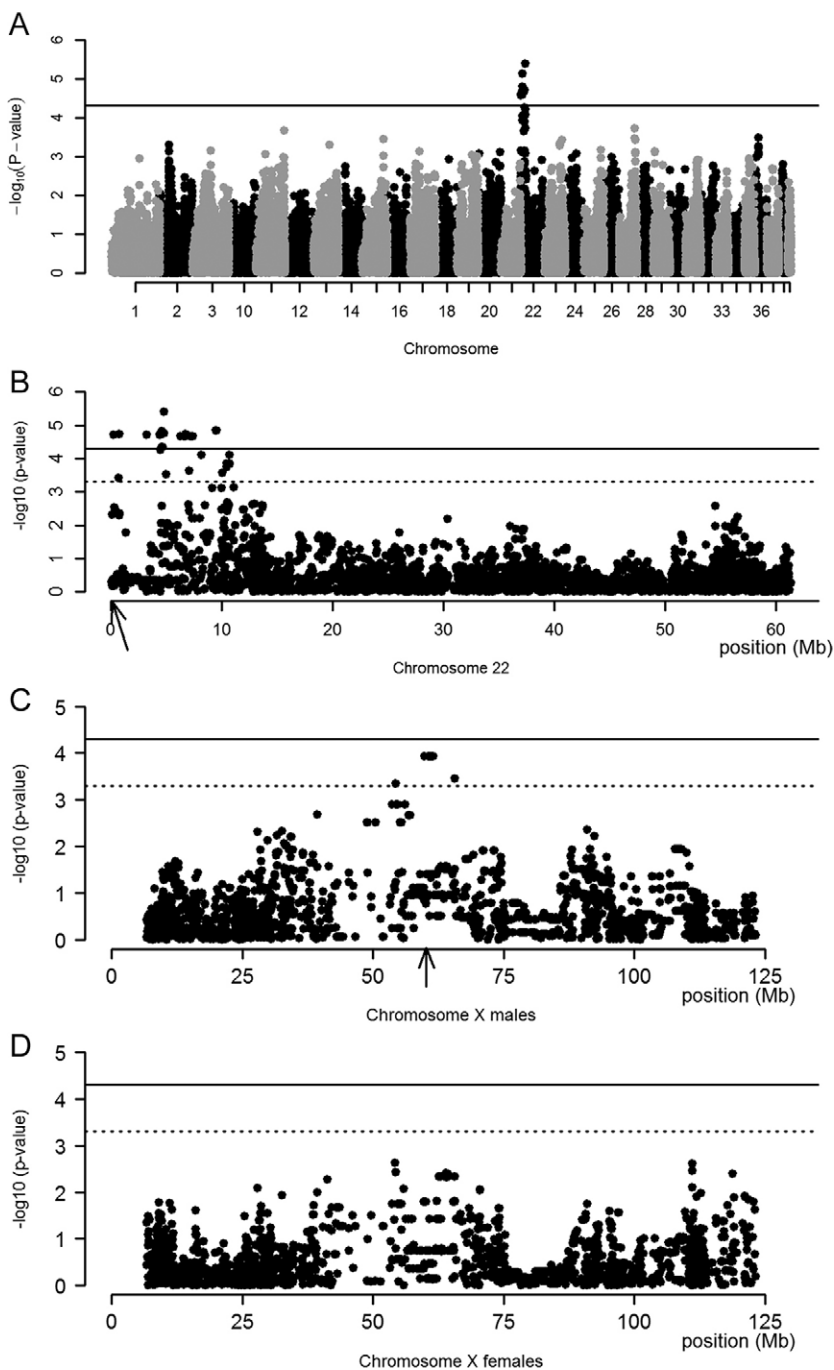 A
−log10(P − value)
6
5
4
3
2
1
0
1 2 3 10 12 14 16 18 20 22 24 26 28 30 33 36
Chromosome
B
-log10 (p-value)
6
5
4
3
2
1
0
0 10 20 30 40 50 60
position (Mb)
Chromosome 22
C
-log10 (p-value)
5
4
3
2
1
0
0 25 50 75 100 125
position (Mb)
Chromosome X males
D
-log10 (p-value)
5
4
3
2
1
0
0 25 50 75 100 125
position (Mb)
Chromosome X females